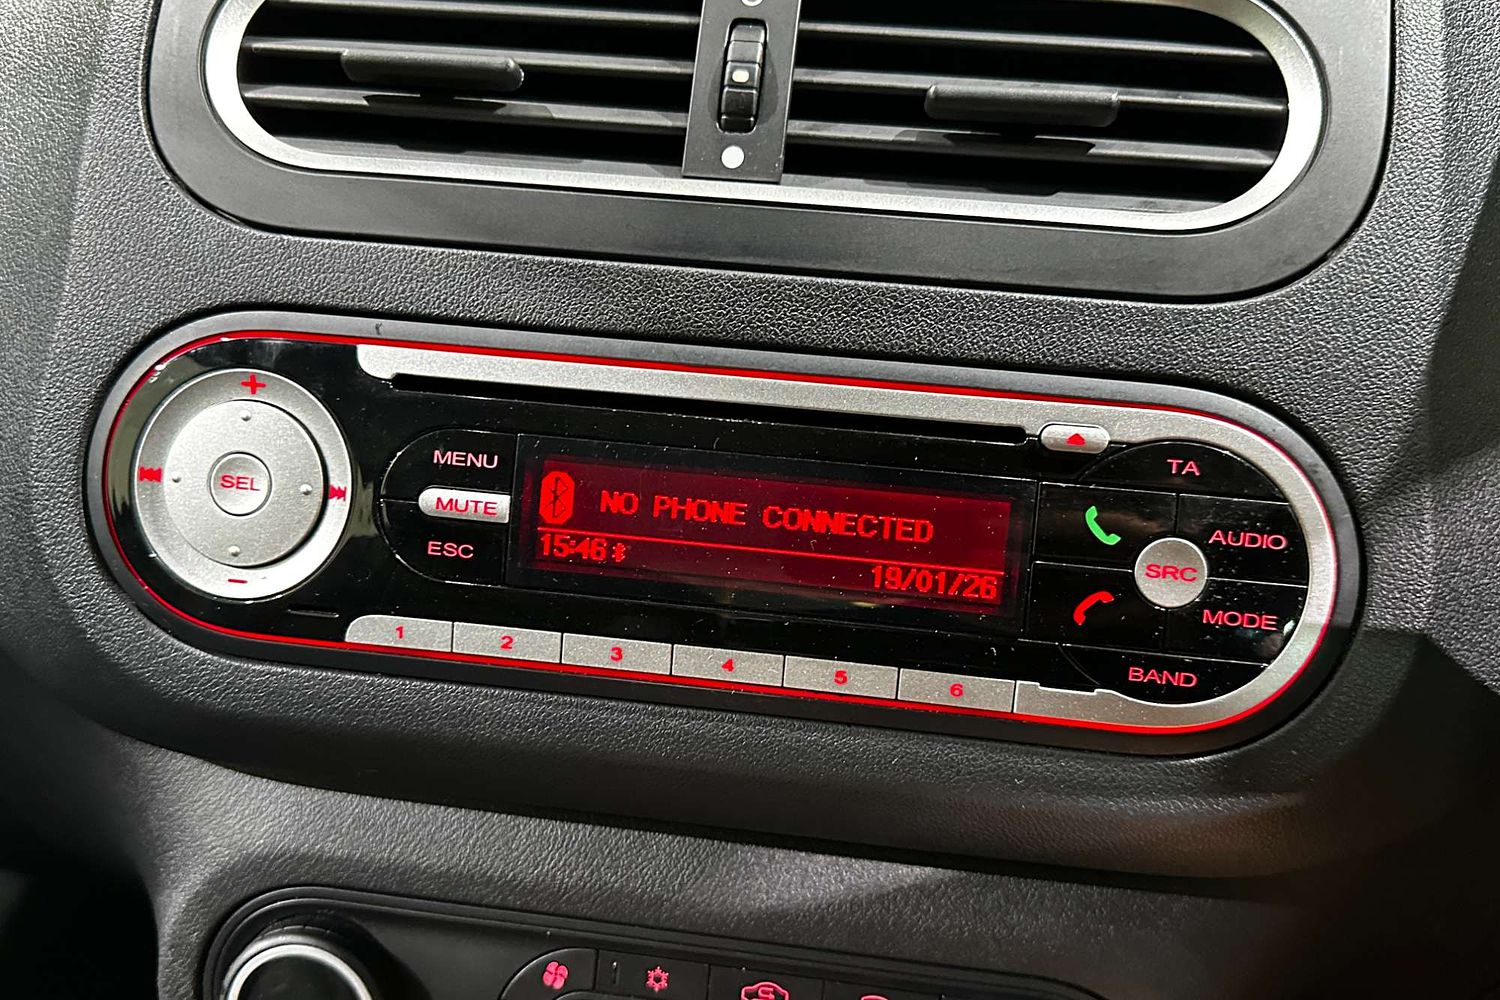 MENU
MUTE
ESC
SEL
NO PHONE CONNECTED
15:46
19/01/26
TA
AUDIO
SRC
MODE
BAND
1 2 3 4 5 6